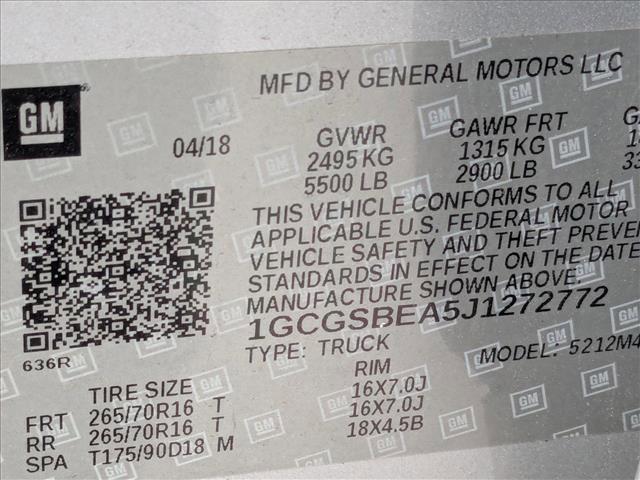 MFD BY GENERAL MOTORS LLC
GM
04/18
GVWR
2495 KG
5500 LB
GAWR FRT
1315 KG
2900 LB
THIS VEHICLE CONFORMS TO ALL
APPLICABLE U.S. FEDERAL MOTOR
VEHICLE SAFETY AND THEFT PREVEN
STANDARDS IN EFFECT ON THE DATE
MANUFACTURE SHOWN ABOVE.
1GCGSBEA5J1272772
636R
TYPE: TRUCK
MODEL: 5212M4
TIRE SIZE
RIM
FRT 265/70R16 T 16X7.0J
RR 265/70R16 T 16X7.0J
SPA T175/90D18 M 18X4.5B